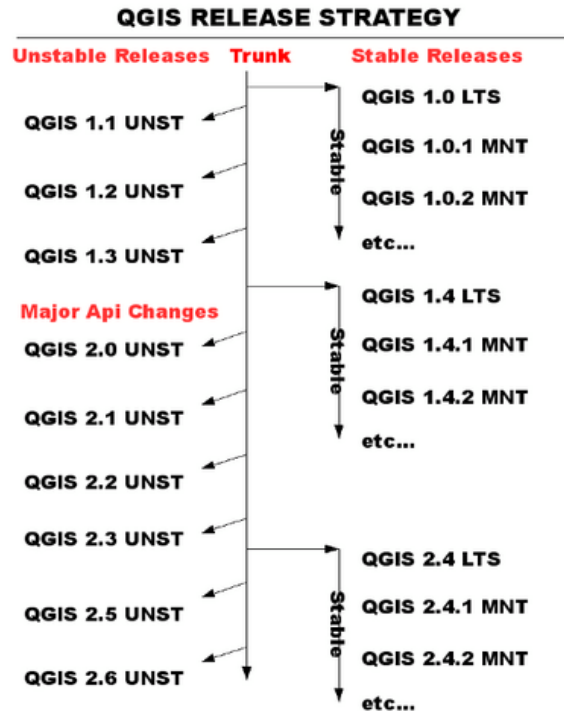 QGIS RELEASE STRATEGY
Unstable Releases Trunk Stable Releases
QGIS 1.0 LTS
QGIS 1.1 UNST
Stable
QGIS 1.0.1 MNT
QGIS 1.2 UNST
QGIS 1.0.2 MNT
QGIS 1.3 UNST
etc...
QGIS 1.4 LTS
Major Api Changes
QGIS 2.0 UNST
Stable
QGIS 1.4.1 MNT
QGIS 1.4.2 MNT
QGIS 2.1 UNST
etc...
QGIS 2.2 UNST
QGIS 2.3 UNST
QGIS 2.4 LTS
QGIS 2.5 UNST
Stable
QGIS 2.4.1 MNT
QGIS 2.4.2 MNT
QGIS 2.6 UNST
etc...